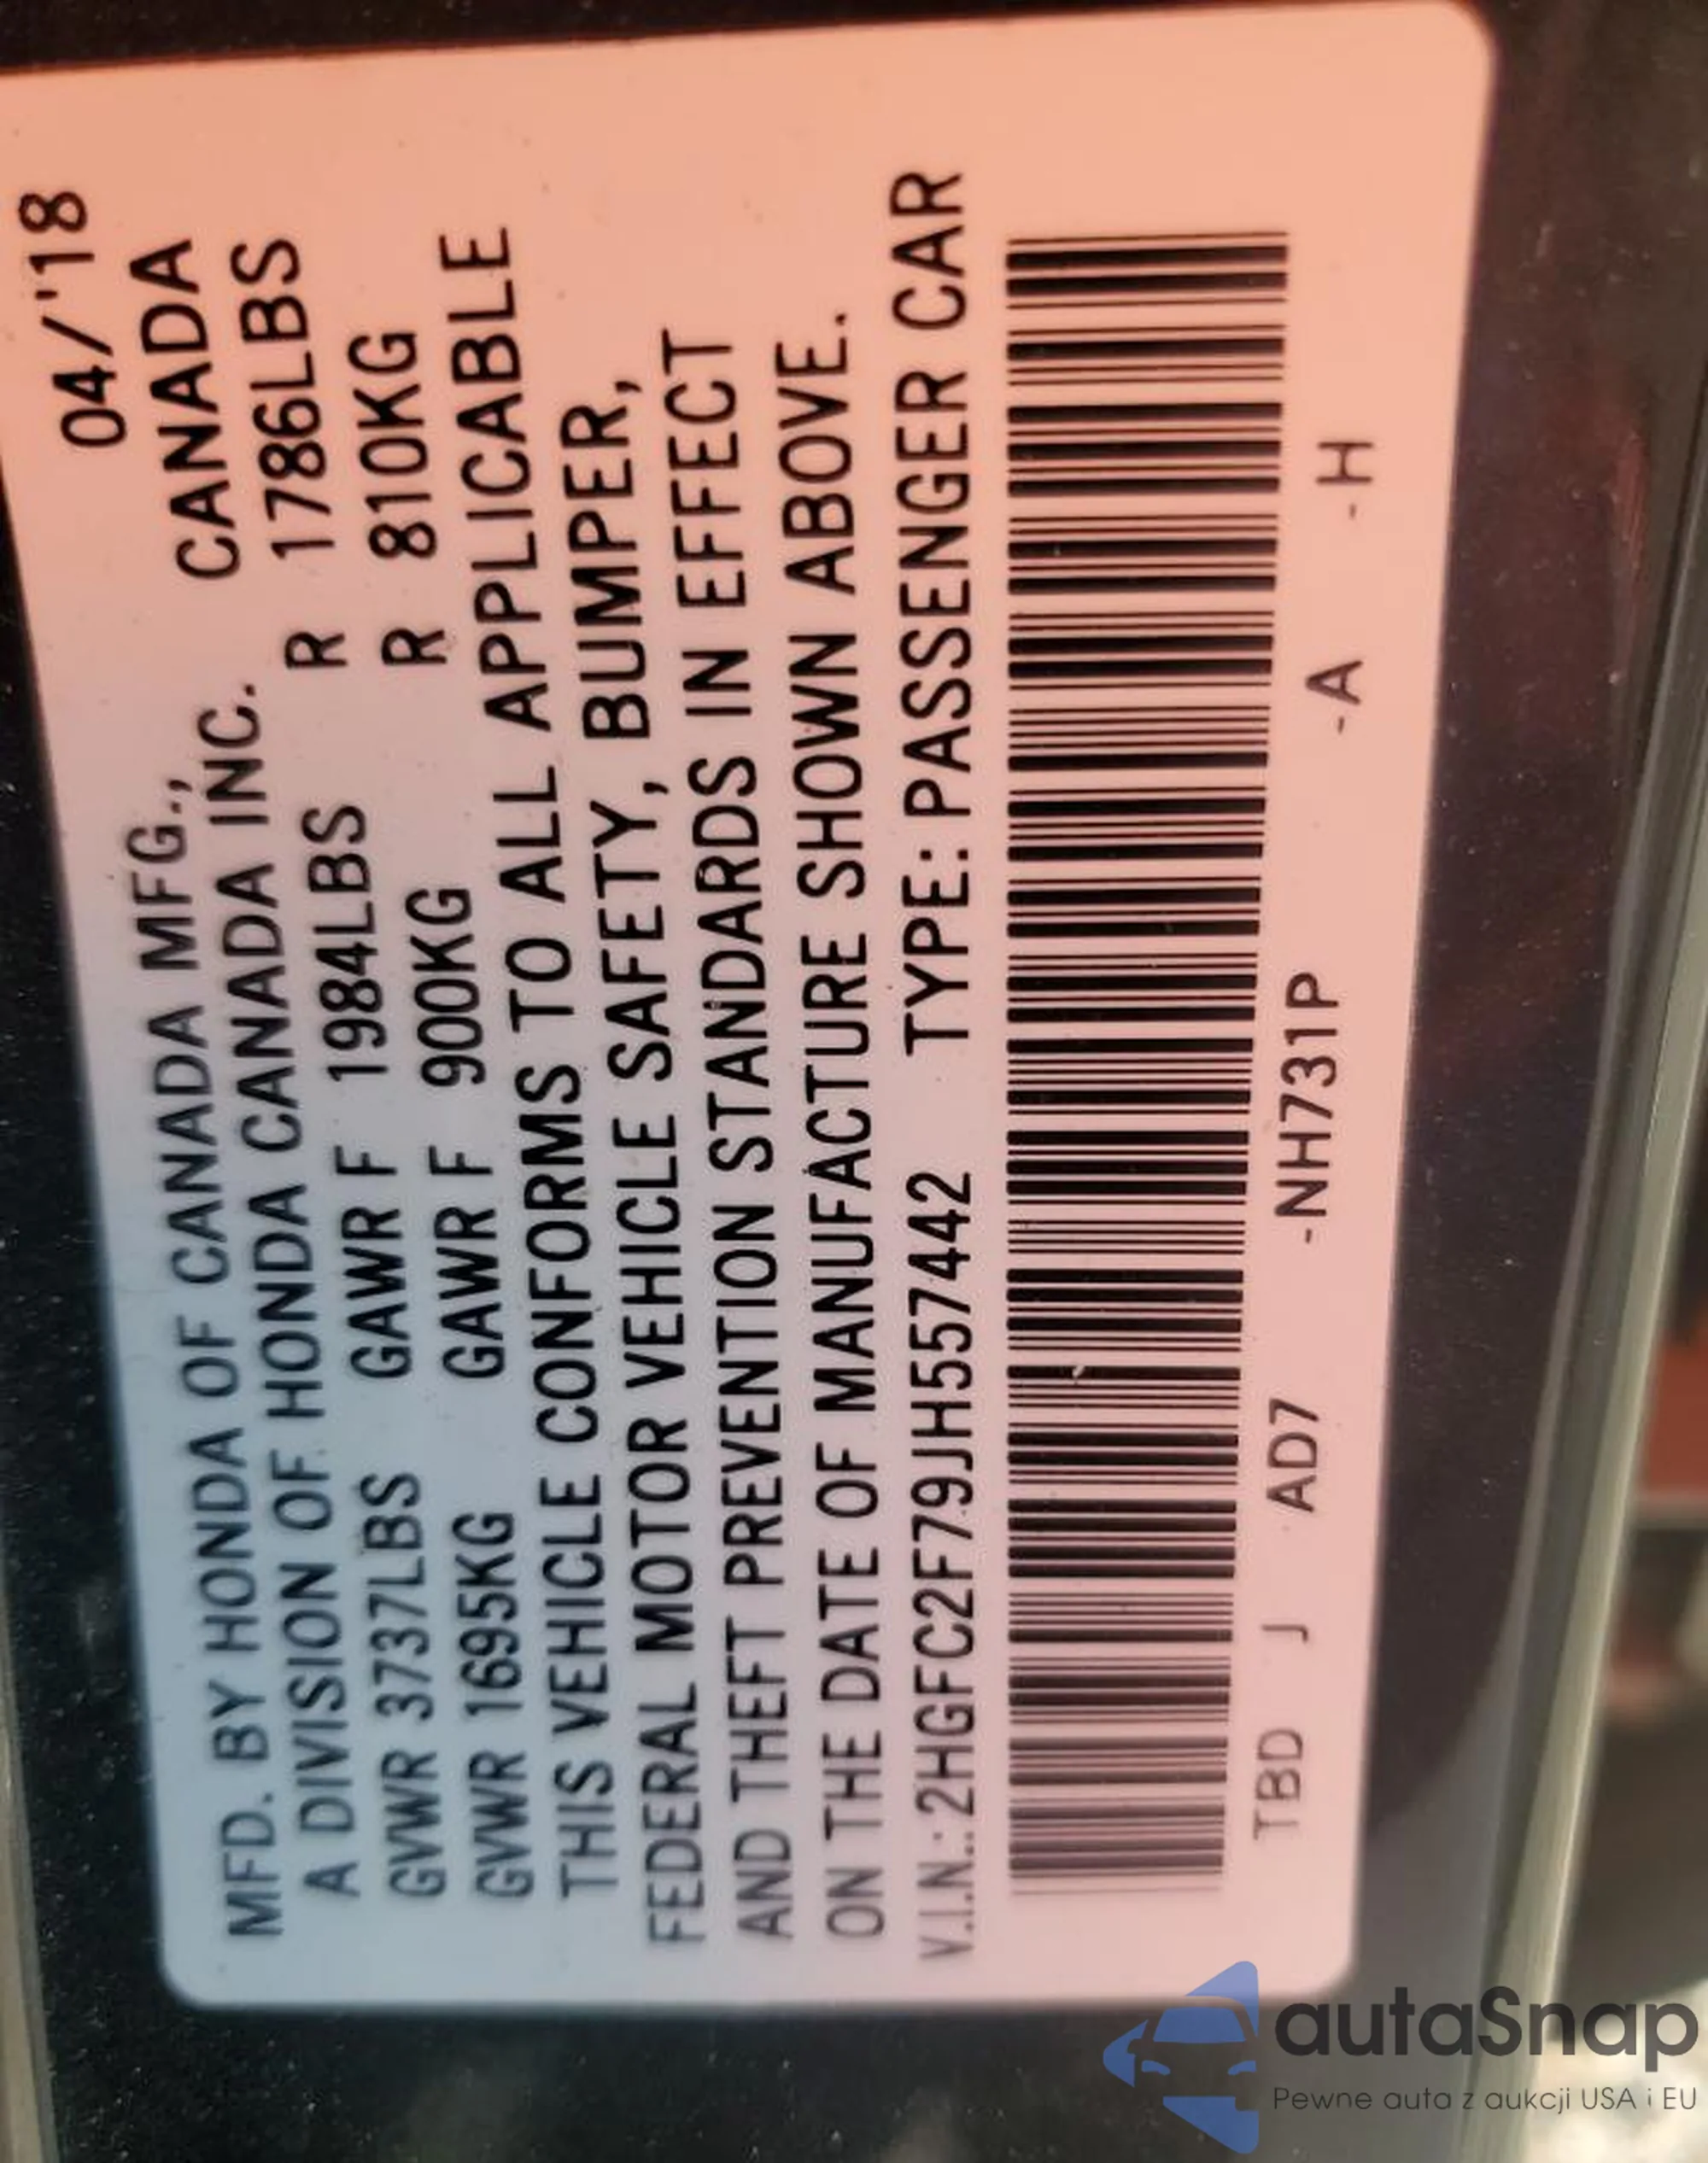 04/'18
MFD. BY HONDA OF CANADA MFG., CANADA
A DIVISION OF HONDA CANADA INC.
GVWR 3737LBS GAWR F 1984LBS R 1786LBS
GVWR 1695KG GAWR F 900KG R 810KG
THIS VEHICLE CONFORMS TO ALL APPLICABLE
FEDERAL MOTOR VEHICLE SAFETY, BUMPER,
AND THEFT PREVENTION STANDARDS IN EFFECT
ON THE DATE OF MANUFACTURE SHOWN ABOVE.
V.I.N.: 2HGFC2F79JH557442 TYPE: PASSENGER CAR
TBD J AD7 -NH731P -A -H
autaSnap
Pewne auta z aukcji USA i EU